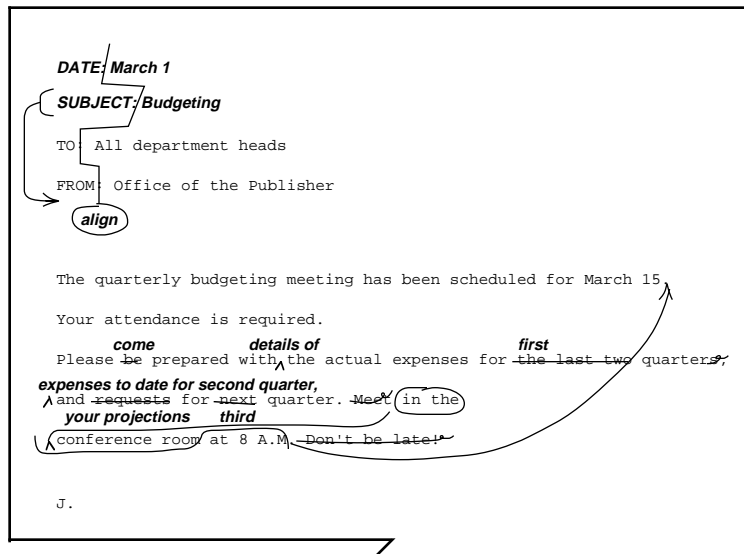 DATE: March 1
SUBJECT: Budgeting
TO: All department heads
FROM: Office of the Publisher
align
The quarterly budgeting meeting has been scheduled for March 15.
Your attendance is required.
come details of first
Please be prepared with the actual expenses for the last two quarters,
expenses to date for second quarter,
and requests for next quarter. Meet in the
your projections third
conference room at 8 A.M. Don't be late!
J.